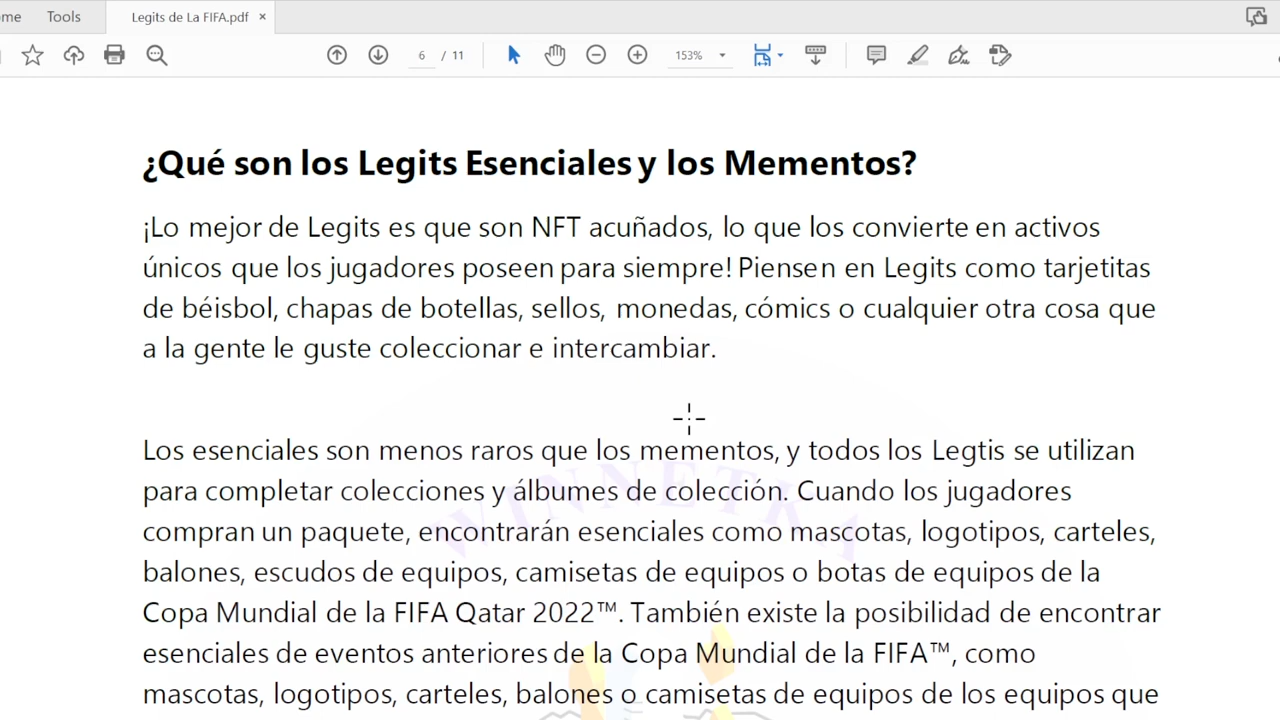 ome Tools Legits de La FIFA.pdf ×
6 / 11 153%
¿Qué son los Legits Esenciales y los Mementos?
¡Lo mejor de Legits es que son NFT acuñados, lo que los convierte en activos
únicos que los jugadores poseen para siempre! Piensen en Legits como tarjetitas
de béisbol, chapas de botellas, sellos, monedas, cómics o cualquier otra cosa que
a la gente le guste coleccionar e intercambiar.
Los esenciales son menos raros que los mementos, y todos los Legtis se utilizan
para completar colecciones y álbumes de colección. Cuando los jugadores
compran un paquete, encontrarán esenciales como mascotas, logotipos, carteles,
balones, escudos de equipos, camisetas de equipos o botas de equipos de la
Copa Mundial de la FIFA Qatar 2022™. También existe la posibilidad de encontrar
esenciales de eventos anteriores de la Copa Mundial de la FIFA™, como
mascotas, logotipos, carteles, balones o camisetas de equipos de los equipos que
WINNETKA